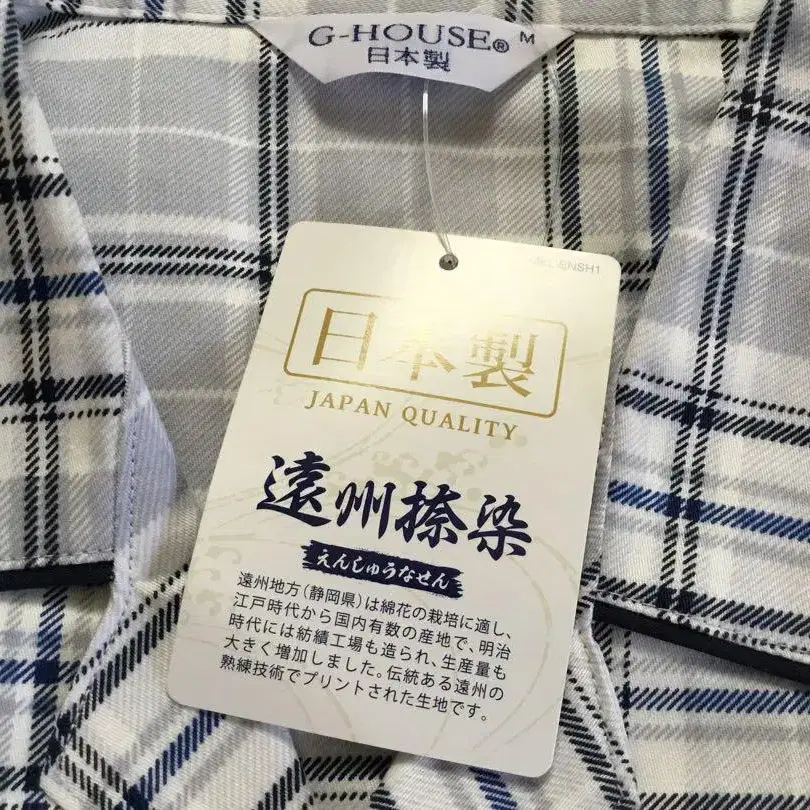 G-HOUSE® M
日本製
ENSH1
日本製
JAPAN QUALITY
遠州捺染
えんしゅうなせん
遠州地方(静岡県)は綿花の栽培に適し、
江戸時代から国内有数の産地で、明治
時代には紡績工場も造られ、生産量も
大きく増加しました。伝統ある遠州の
熟練技術でプリントされた生地です。